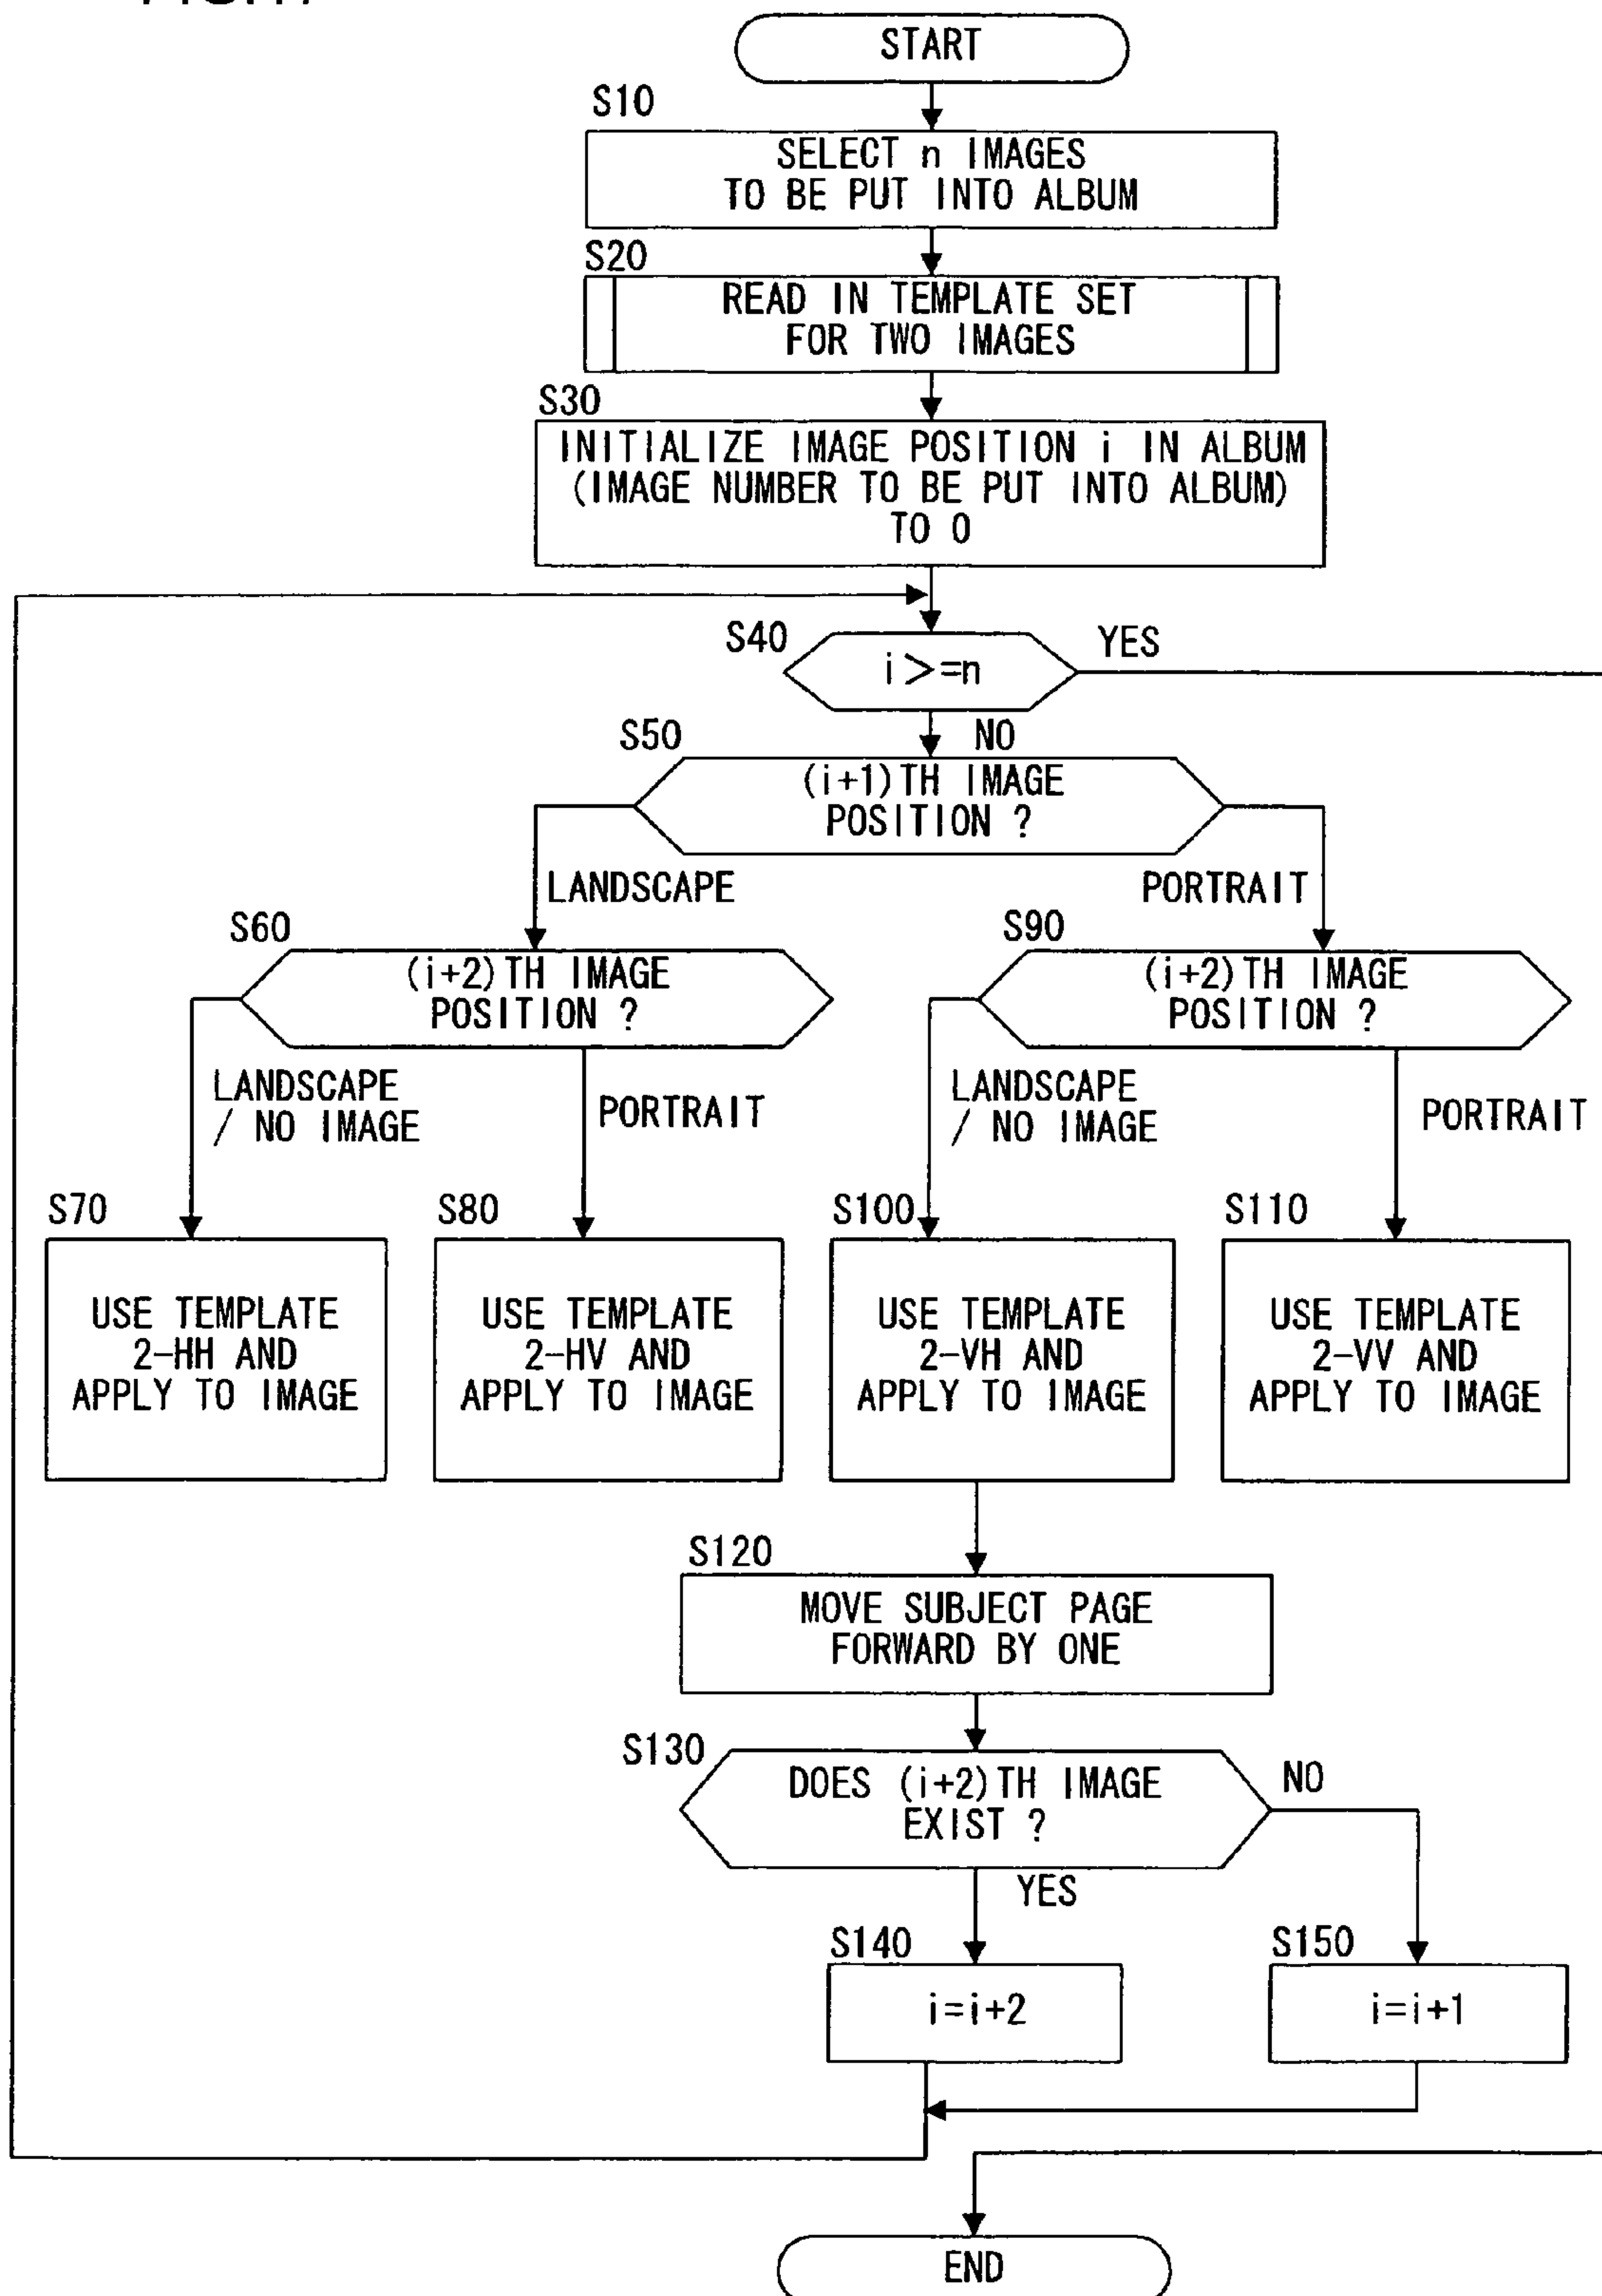 START
S10
SELECT n IMAGES
TO BE PUT INTO ALBUM
S20
READ IN TEMPLATE SET
FOR TWO IMAGES
S30
INITIALIZE IMAGE POSITION i IN ALBUM
(IMAGE NUMBER TO BE PUT INTO ALBUM)
TO 0
S40
i>=n
YES
NO
S50
(i+1)TH IMAGE
POSITION ?
LANDSCAPE
PORTRAIT
S60
(i+2)TH IMAGE
POSITION ?
S90
(i+2)TH IMAGE
POSITION ?
LANDSCAPE
/ NO IMAGE
PORTRAIT
LANDSCAPE
/ NO IMAGE
PORTRAIT
S70
USE TEMPLATE
2-HH AND
APPLY TO IMAGE
S80
USE TEMPLATE
2-HV AND
APPLY TO IMAGE
S100
USE TEMPLATE
2-VH AND
APPLY TO IMAGE
S110
USE TEMPLATE
2-VV AND
APPLY TO IMAGE
S120
MOVE SUBJECT PAGE
FORWARD BY ONE
S130
DOES (i+2)TH IMAGE
EXIST ?
NO
YES
S140
i=i+2
S150
i=i+1
END